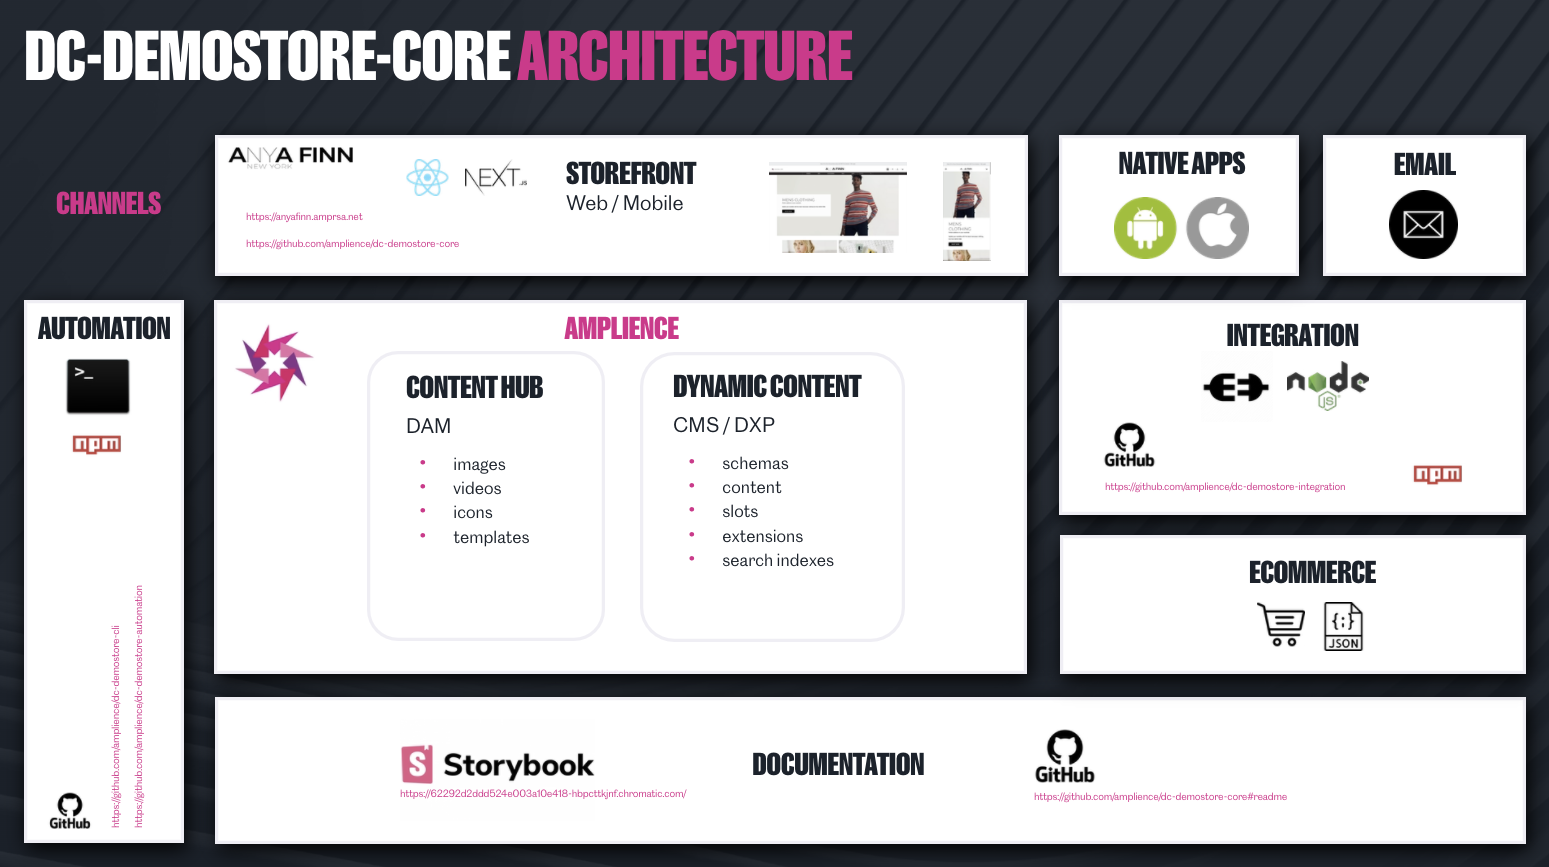 DC-DEMOSTORE-CORE ARCHITECTURE
CHANNELS
ANYA FINN
NEW YORK
https://anyafinn.amprsa.net
https://github.com/amplience/dc-demostore-core
NEXT.JS
STOREFRONT
Web / Mobile
MENS CLOTHING
MENS
CLOTHING
NATIVE APPS
EMAIL
AUTOMATION
>_
npm
https://github.com/amplience/dc-demostore-cli
https://github.com/amplience/dc-demostore-automation
GitHub
AMPLIENCE
CONTENT HUB
DAM
• images
• videos
• icons
• templates
DYNAMIC CONTENT
CMS / DXP
• schemas
• content
• slots
• extensions
• search indexes
INTEGRATION
node
JS
GitHub
https://github.com/amplience/dc-demostore-integration
npm
ECOMMERCE
{;}
JSON
S Storybook
https://62292d2ddd524e003a10e418-hbpcttkjnf.chromatic.com/
DOCUMENTATION
GitHub
https://github.com/amplience/dc-demostore-core#readme